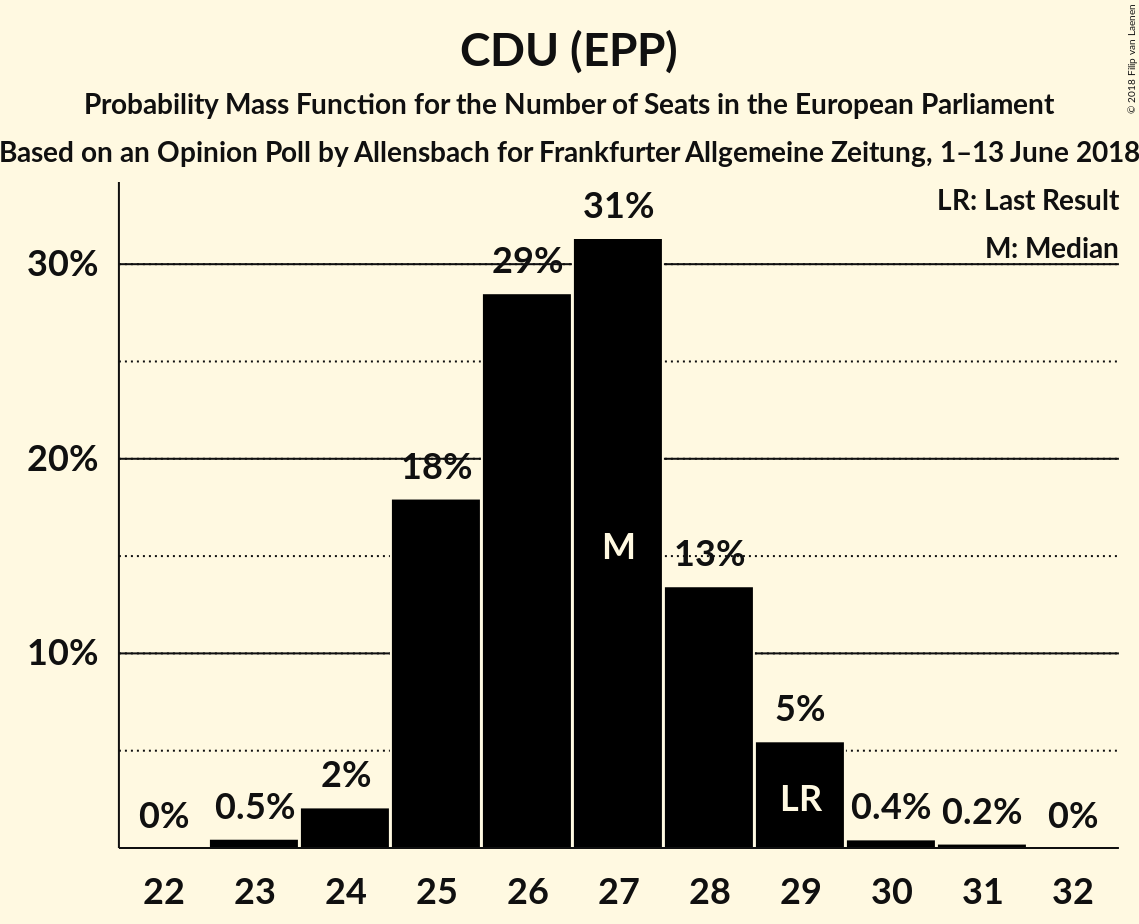 © 2018 Filip van Laenen
CDU (EPP)
Probability Mass Function for the Number of Seats in the European Parliament
Based on an Opinion Poll by Allensbach for Frankfurter Allgemeine Zeitung, 1–13 June 2018
LR: Last Result
M: Median
30%
20%
10%
0%
0.5%
2%
18%
29%
31%
13%
5%
0.4%
0.2%
0%
M
LR
22 23 24 25 26 27 28 29 30 31 32